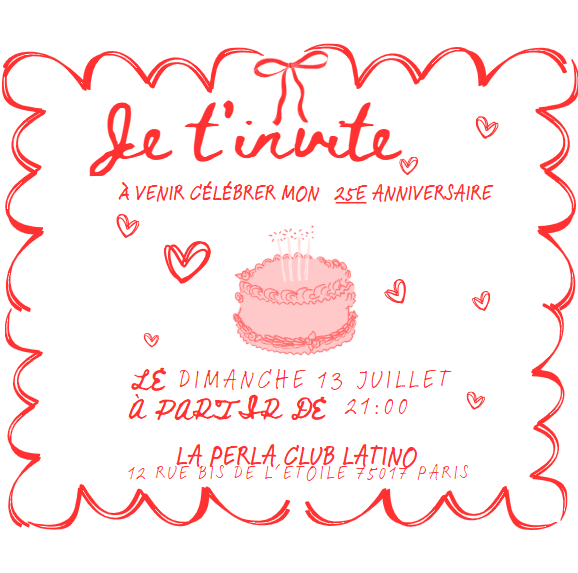 Je t'invite
À VENIR CÉLÉBRER MON 25E ANNIVERSAIRE
LE DIMANCHE 13 JUILLET
À PARTIR DE 21:00
LA PERLA CLUB LATINO
12 RUE BIS DE L'ETOILE 75017 PARIS